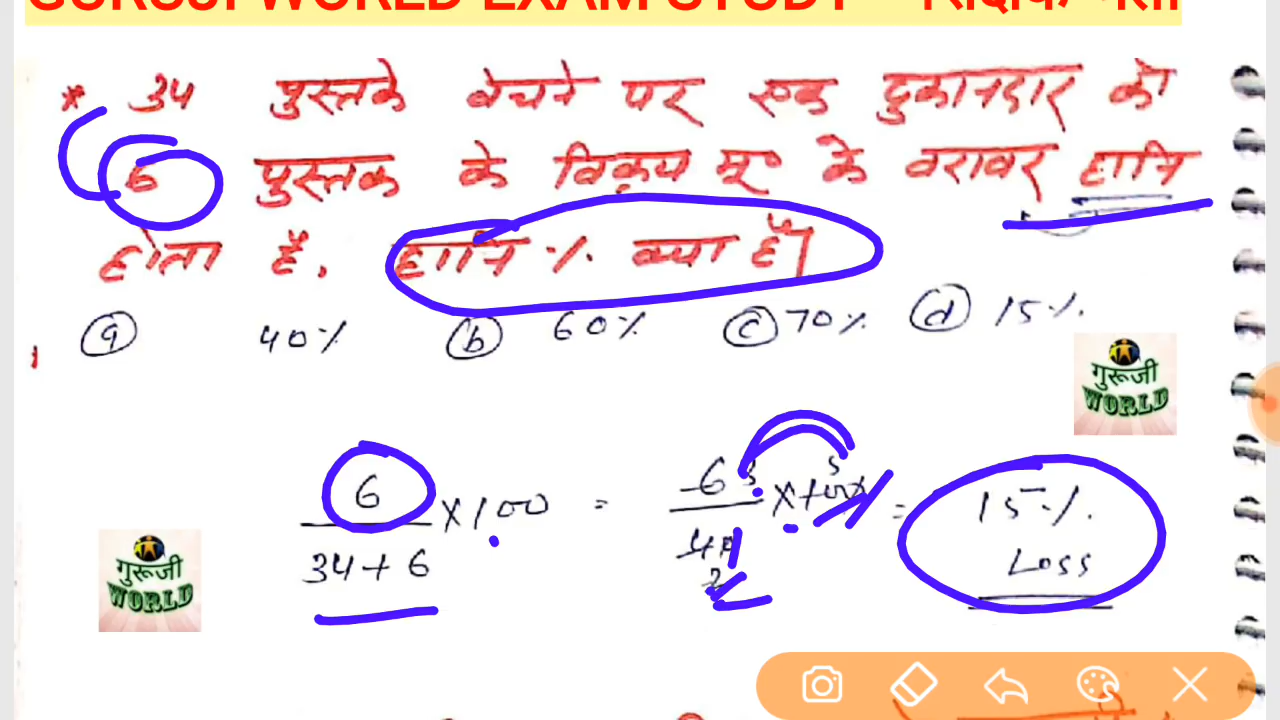 GURUJI WORLD EXAM STUDY
* 34 पुस्तके बेचने पर एक दुकानदार को
6 पुस्तक के विक्रय मू० के बराबर हानि
होता है, हानि % क्या है।
(a) 40% (b) 60% (c) 70% (d) 15%
गुरूजी
WORLD
6/34+6 × 100 = 6/40 × 100 = 15%
Loss
गुरूजी
WORLD